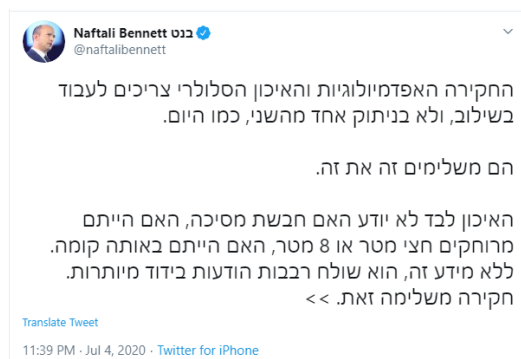 Naftali Bennett בנט
@naftalibennett
החקירה האפדמיולוגיות והאיכון הסלולרי צריכים לעבוד
בשילוב, ולא בניתוק אחד מהשני, כמו היום.
הם משלימים זה את זה.
האיכון לבד לא יודע האם חבשת מסיכה, האם הייתם
מרוחקים חצי מטר או 8 מטר, האם הייתם באותה קומה.
ללא מידע זה, הוא שולח רבבות הודעות בידוד מיותרות.
חקירה משלימה זאת. >>
Translate Tweet
11:39 PM · Jul 4, 2020 · Twitter for iPhone